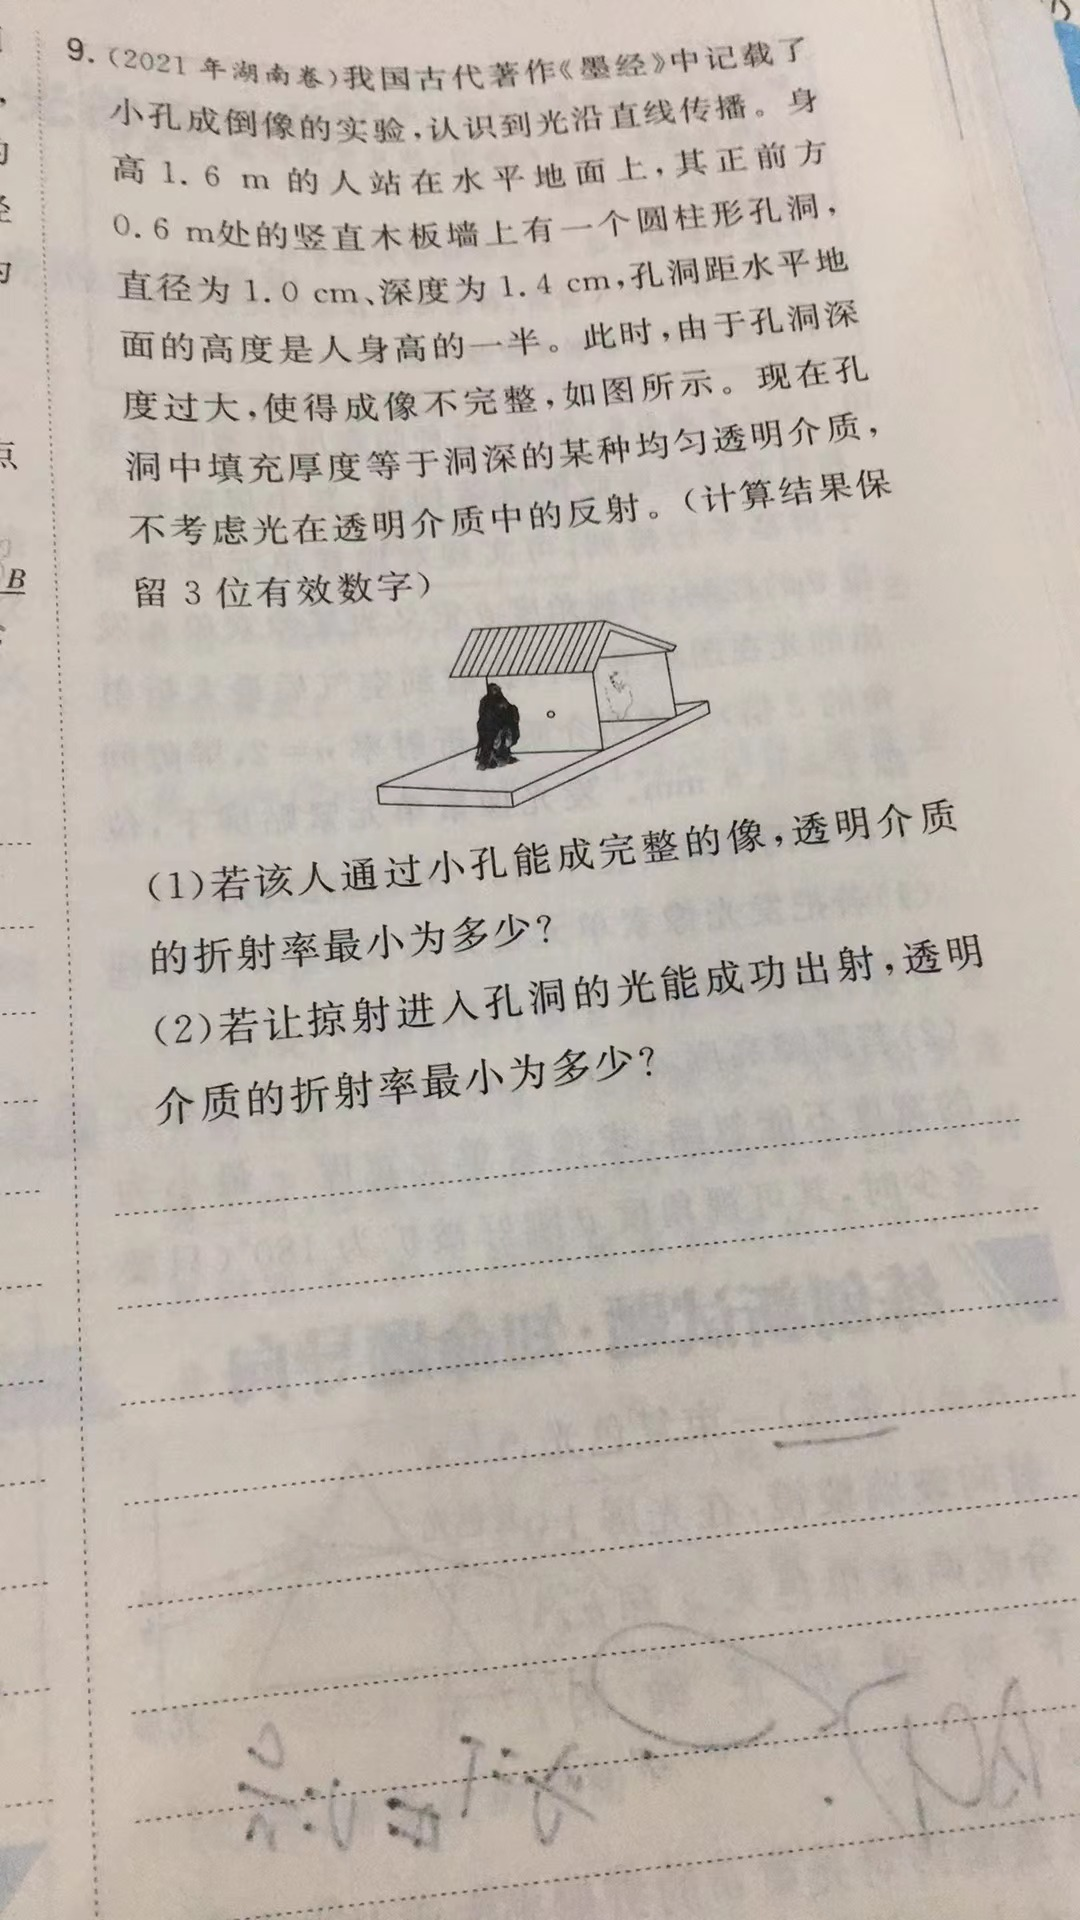 9.(2021年湖南卷)我国古代著作《墨经》中记载了
小孔成倒像的实验,认识到光沿直线传播。身
高1.6 m的人站在水平地面上,其正前方
0.6 m处的竖直木板墙上有一个圆柱形孔洞,
直径为1.0 cm、深度为1.4 cm,孔洞距水平地
面的高度是人身高的一半。此时,由于孔洞深
度过大,使得成像不完整,如图所示。现在孔
洞中填充厚度等于洞深的某种均匀透明介质,
不考虑光在透明介质中的反射。(计算结果保
留3位有效数字)
(1)若该人通过小孔能成完整的像,透明介质
的折射率最小为多少?
(2)若让掠射进入孔洞的光能成功出射,透明
介质的折射率最小为多少?
点
B